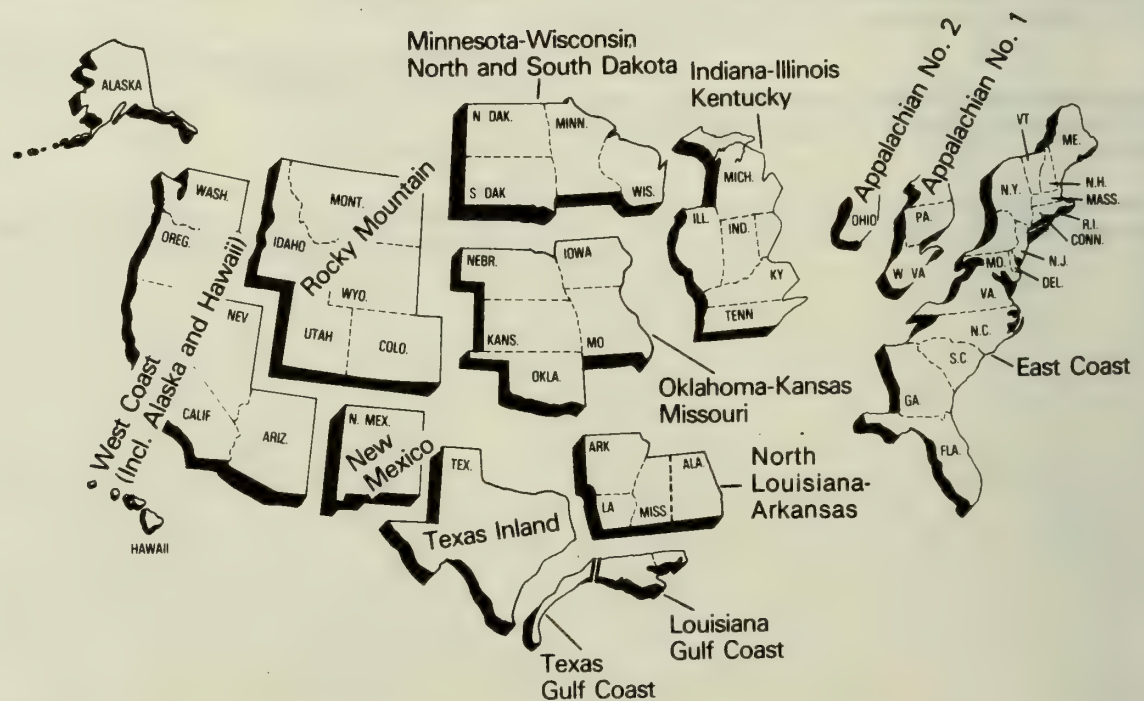 Minnesota-Wisconsin
North and South Dakota
Indiana-Illinois
Kentucky
Appalachian No. 2
Appalachian No. 1
ALASKA
WASH.
OREG.
NEV
CALIF
ARIZ.
West Coast
(Incl. Alaska and Hawaii)
HAWAII
MONT.
IDAHO
WYO.
UTAH
COLO.
Rocky Mountain
N. MEX.
New
Mexico
N DAK.
MINN.
S DAK
WIS.
NEBR.
IOWA
KANS.
MO
OKLA.
Oklahoma-Kansas
Missouri
MICH.
ILL.
IND.
KY
TENN
OHIO
PA.
W VA
VT
ME.
N.Y.
N.H.
MASS.
R.I.
CONN.
N.J.
MD.
DEL.
VA.
N.C.
S.C
GA.
FLA.
East Coast
TEX.
Texas Inland
ARK
LA
MISS
ALA.
North
Louisiana-
Arkansas
Louisiana
Gulf Coast
Texas
Gulf Coast